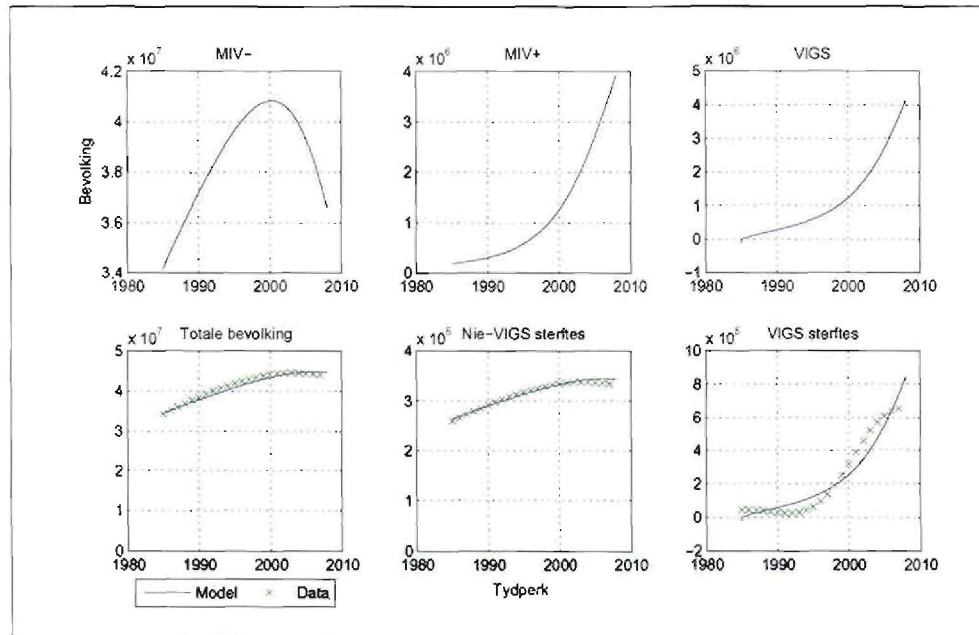 MIV−
x 10^7
4.2
4
3.8
3.6
3.4
1980 1990 2000 2010
Bevolking
MIV+
x 10^6
4
3
2
1
0
1980 1990 2000 2010
VIGS
x 10^6
5
4
3
2
1
0
−1
1980 1990 2000 2010
Totale bevolking
x 10^7
5
4
3
2
1
0
1980 1990 2000 2010
Nie−VIGS sterftes
x 10^5
4
3
2
1
0
1980 1990 2000 2010
Tydperk
VIGS sterftes
x 10^5
10
8
6
4
2
0
−2
1980 1990 2000 2010
Model Data